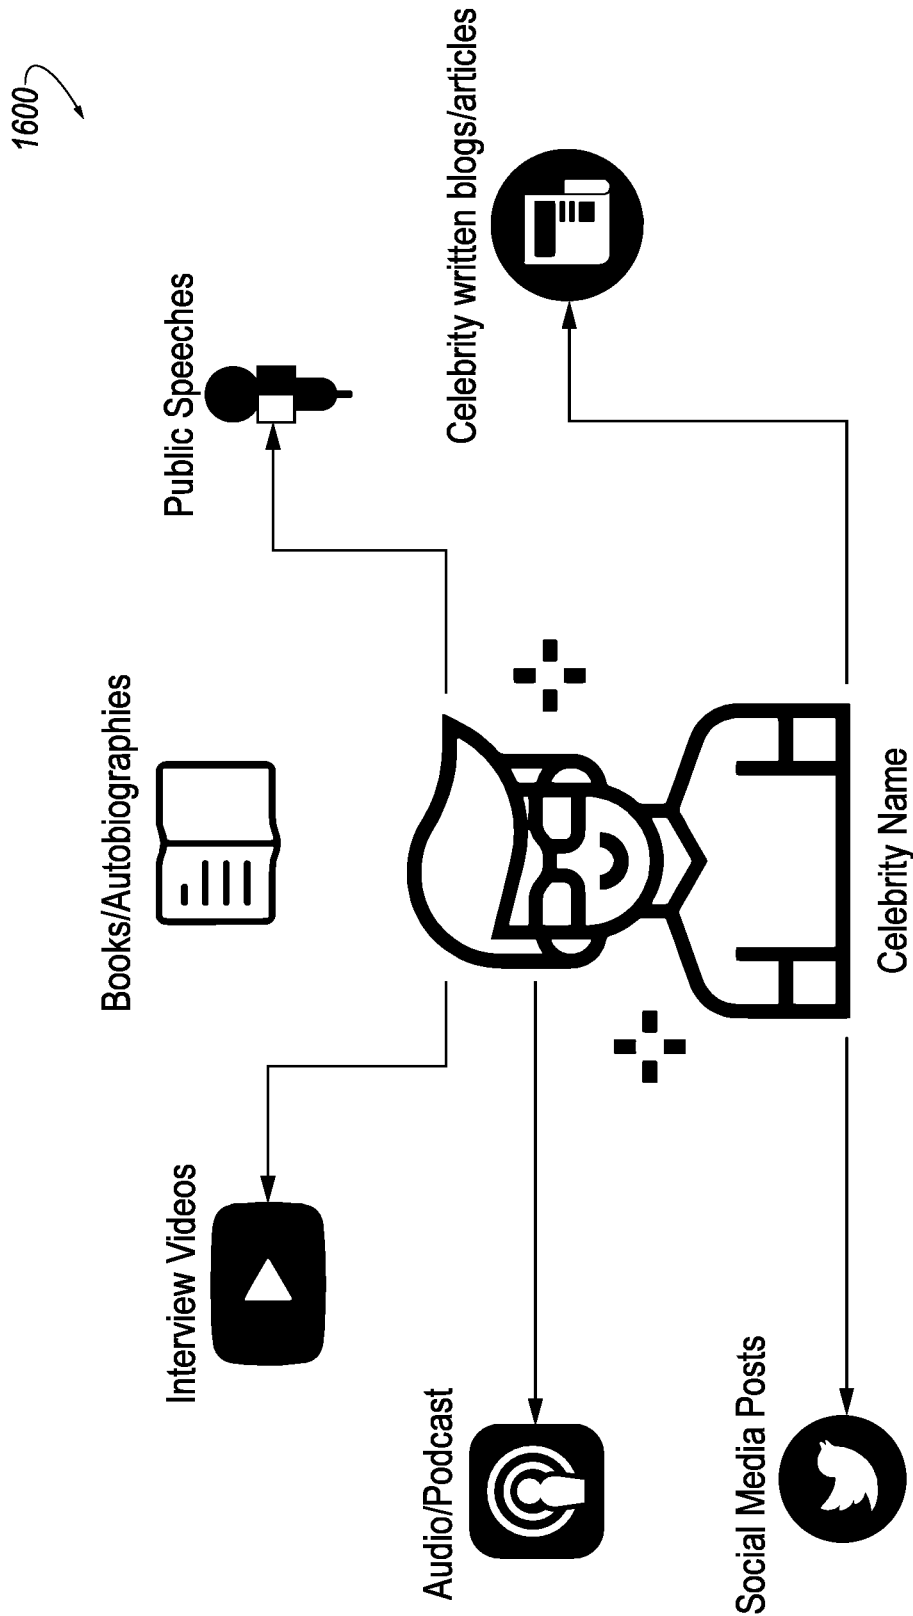 1600
Books/Autobiographies
Interview Videos
Public Speeches
Audio/Podcast
Celebrity written blogs/articles
Social Media Posts
Celebrity Name